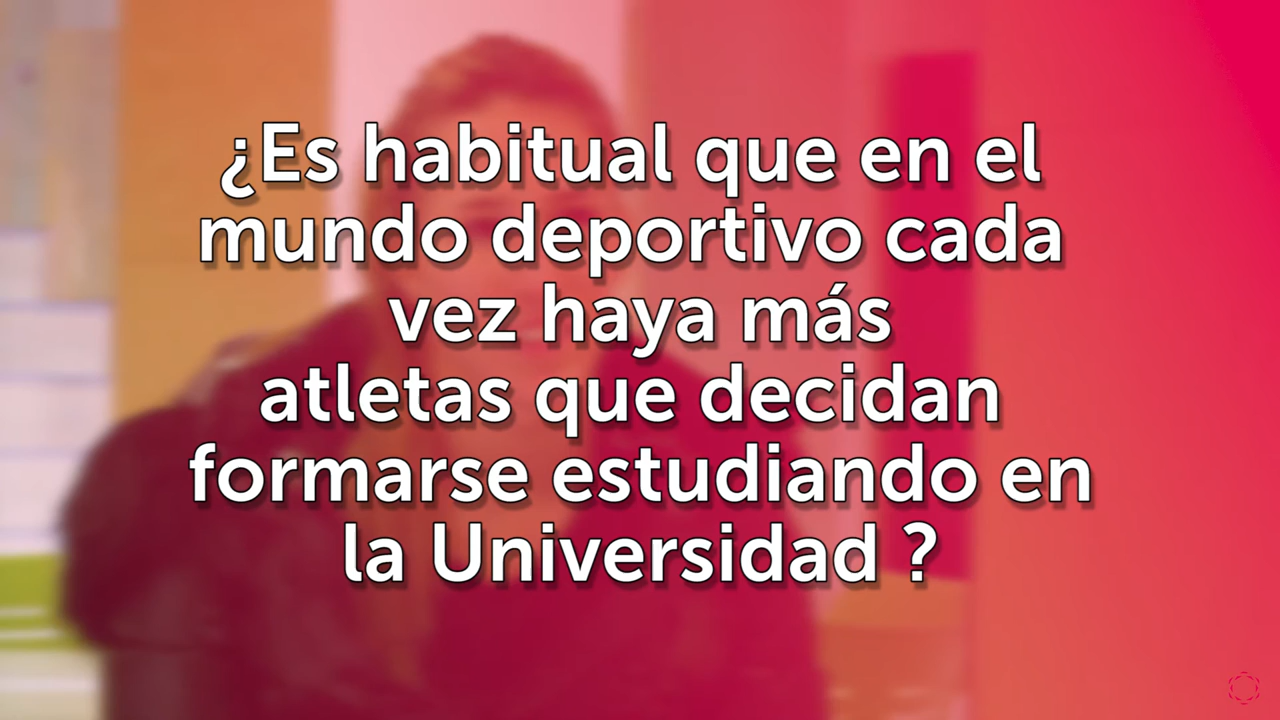 ¿Es habitual que en el
mundo deportivo cada
vez haya más
atletas que decidan
formarse estudiando en
la Universidad ?